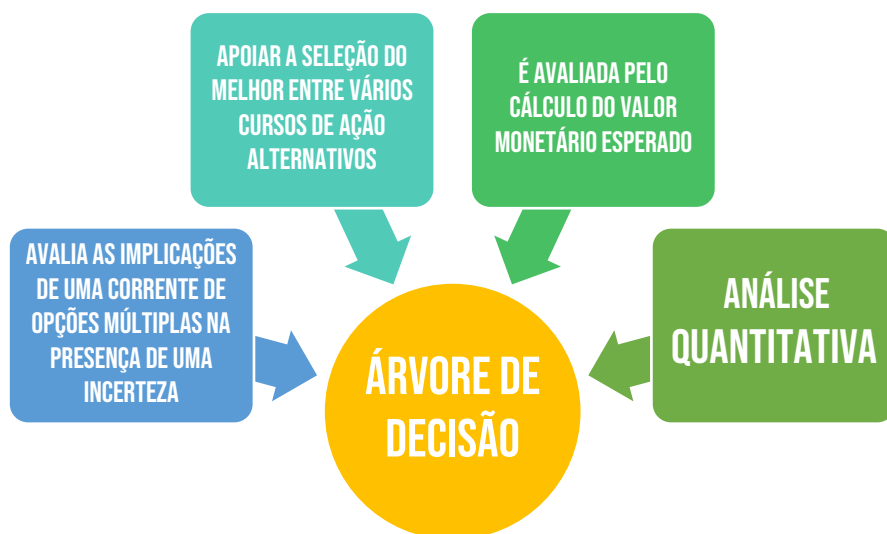 APOIAR A SELEÇÃO DO
MELHOR ENTRE VÁRIOS
CURSOS DE AÇÃO
ALTERNATIVOS
É AVALIADA PELO
CÁLCULO DO VALOR
MONETÁRIO ESPERADO
AVALIA AS IMPLICAÇÕES
DE UMA CORRENTE DE
OPÇÕES MÚLTIPLAS NA
PRESENÇA DE UMA
INCERTEZA
ANÁLISE
QUANTITATIVA
ÁRVORE DE
DECISÃO